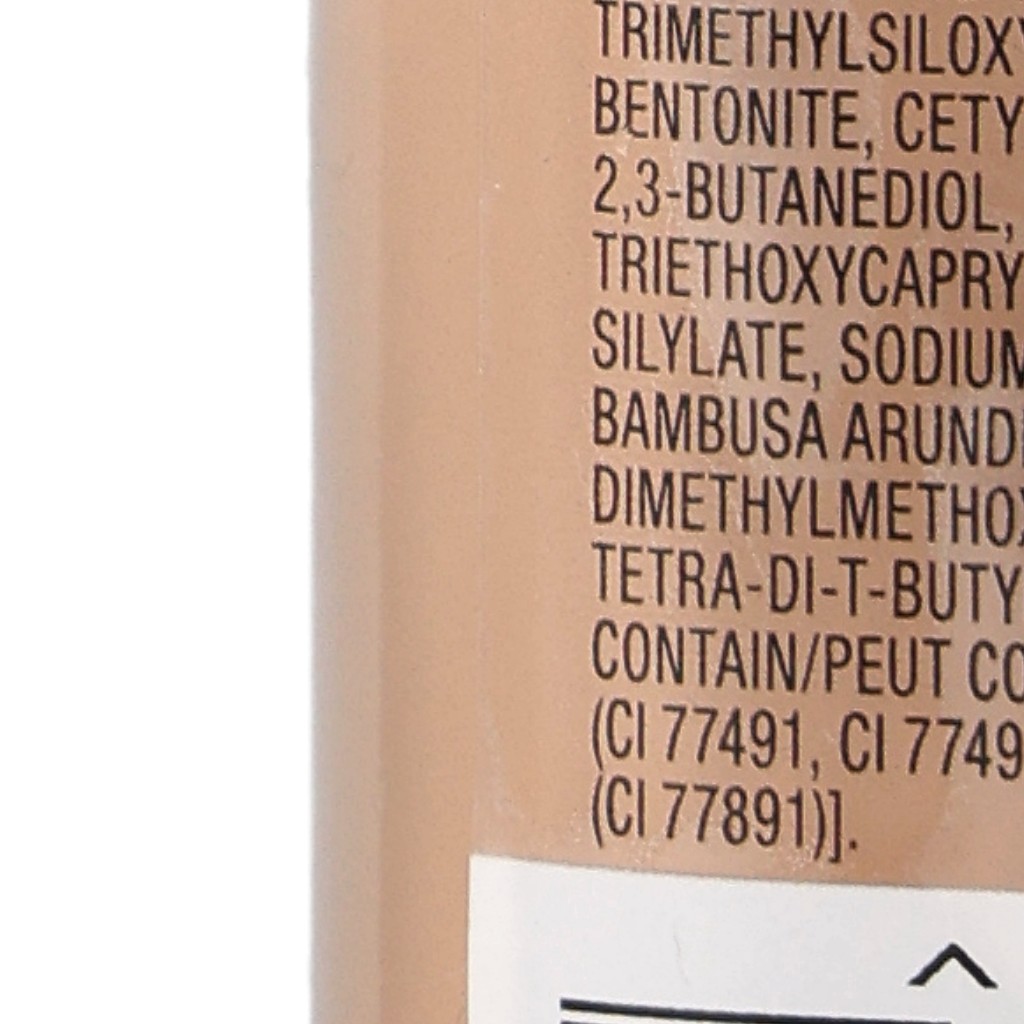 TRIMETHYLSILOXY
BENTONITE, CETY
2,3-BUTANEDIOL,
TRIETHOXYCAPRY
SILYLATE, SODIUM
BAMBUSA ARUND
DIMETHYLMETHOX
TETRA-DI-T-BUTY
CONTAIN/PEUT CO
(CI 77491, CI 7749
(CI 77891)].